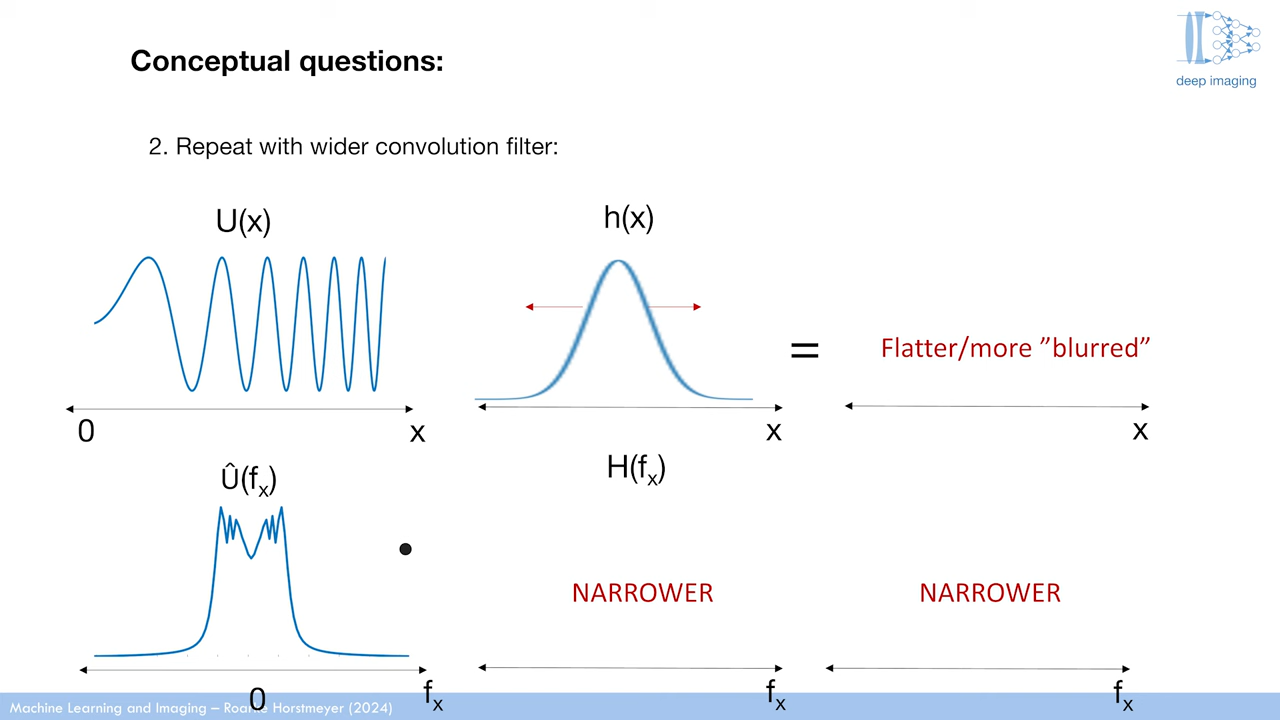 deep imaging
Conceptual questions:
2. Repeat with wider convolution filter:
U(x)
h(x)
=
Flatter/more ”blurred”
0
x
x
x
Û(fx)
H(fx)
NARROWER
NARROWER
0
fx
fx
fx
Machine Learning and Imaging – Roarke Horstmeyer (2024)